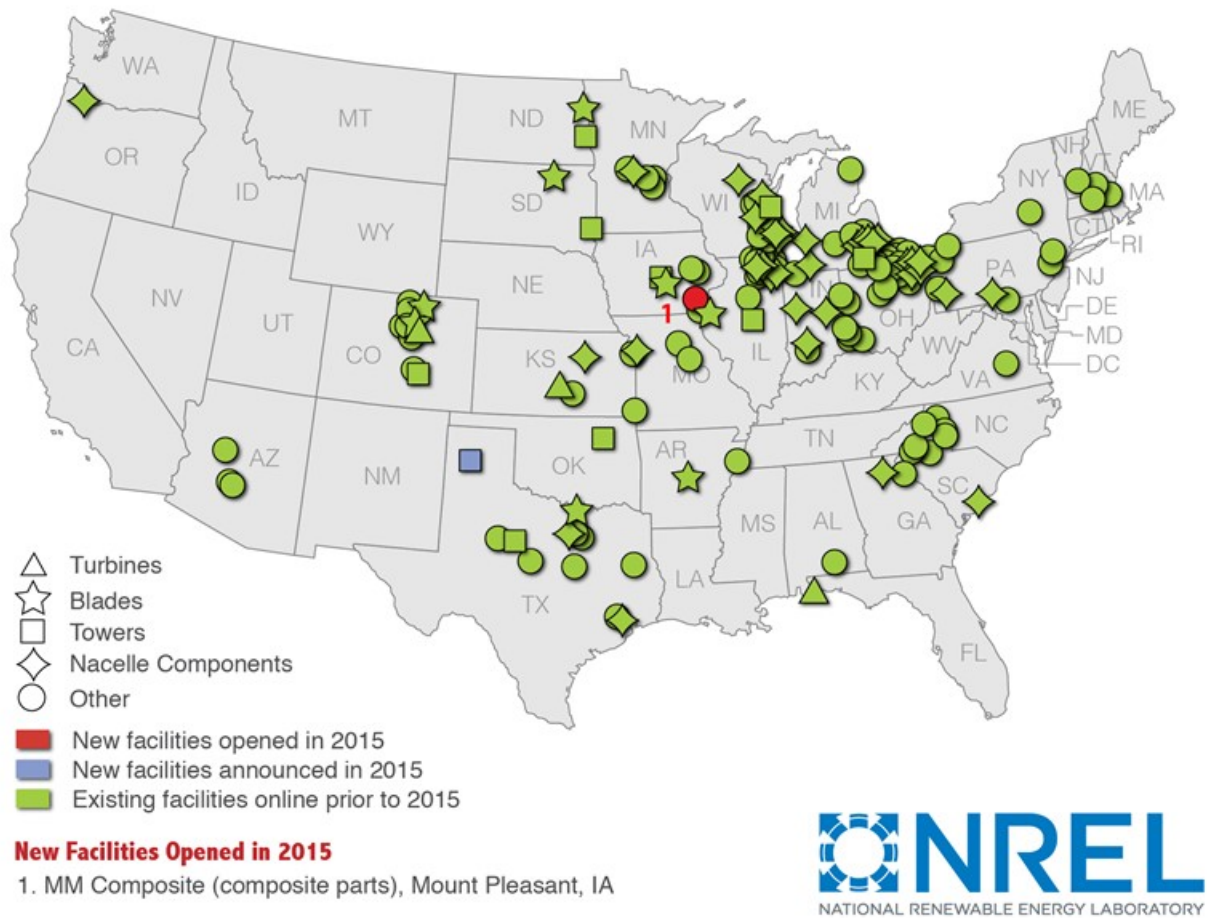 WA
MT
ND
MN
ME
OR
ID
SD
WI
MI
NY
NH
VT
MA
WY
IA
CT
RI
NE
PA
NJ
NV
UT
CO
IN
OH
DE
CA
KS
MO
IL
WV
MD
VA
DC
KY
1
AZ
NM
OK
AR
TN
NC
SC
MS
AL
GA
TX
LA
FL
Turbines
Blades
Towers
Nacelle Components
Other
New facilities opened in 2015
New facilities announced in 2015
Existing facilities online prior to 2015
New Facilities Opened in 2015
1. MM Composite (composite parts), Mount Pleasant, IA
NREL
NATIONAL RENEWABLE ENERGY LABORATORY